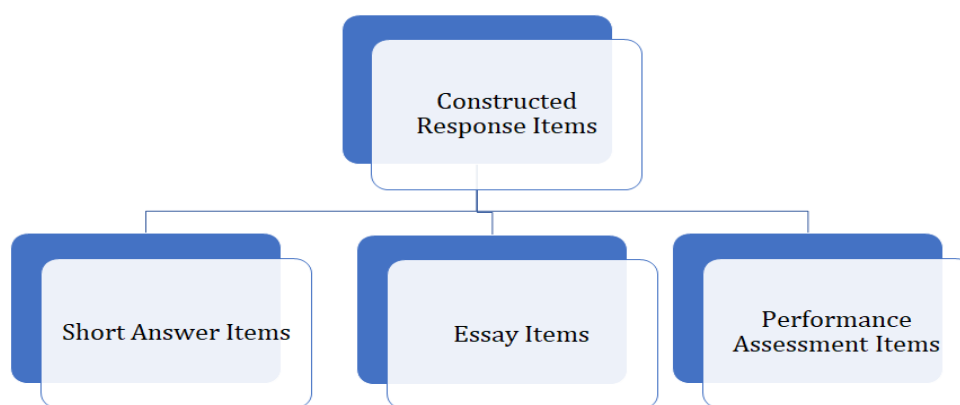 Constructed
Response Items
Short Answer Items
Essay Items
Performance
Assessment Items